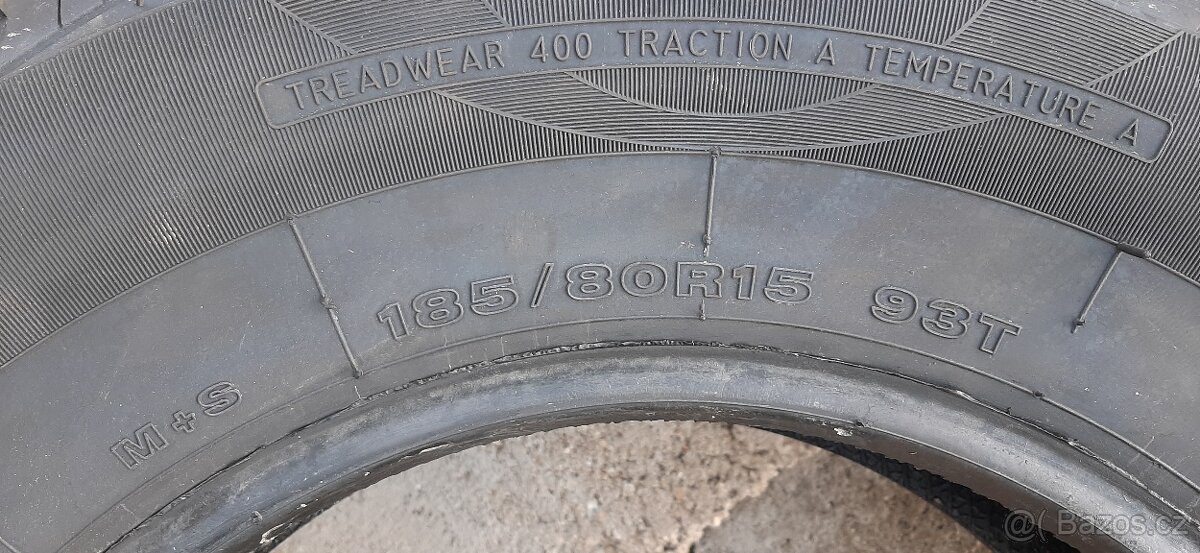 TREADWEAR 400 TRACTION A TEMPERATURE A
185/80R15 93T
M+S
@( Bazos.cz